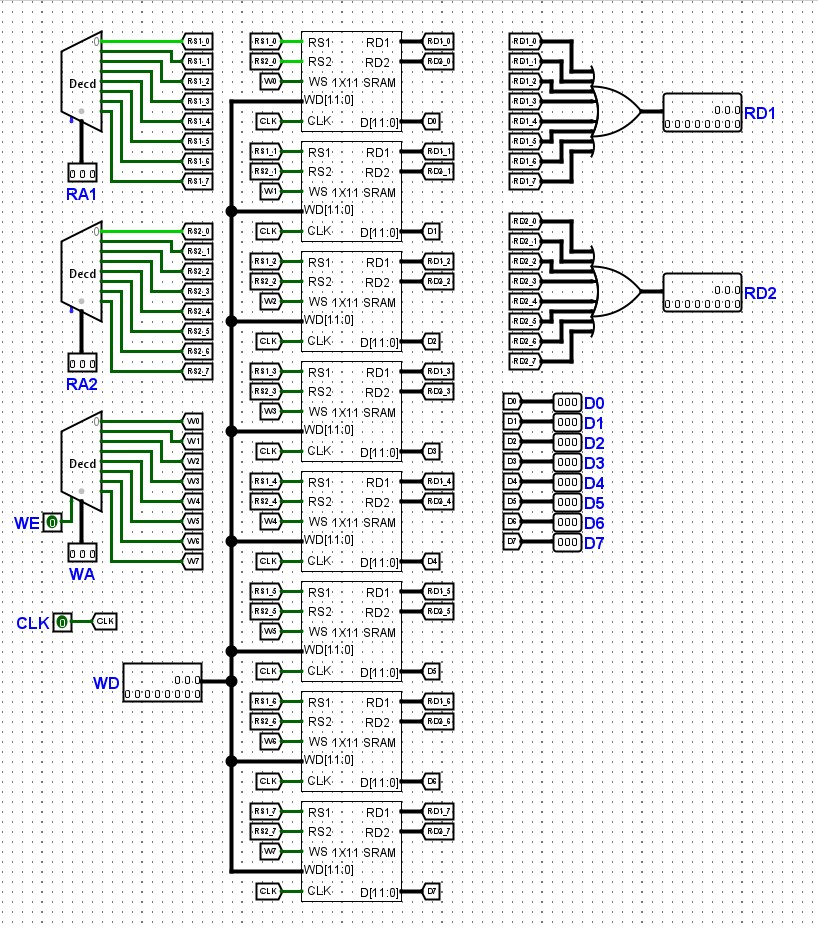 0
Decd
RS1_0
RS1_1
RS1_2
RS1_3
RS1_4
RS1_5
RS1_6
RS1_7
0 0 0
RA1
0
Decd
RS2_0
RS2_1
RS2_2
RS2_3
RS2_4
RS2_5
RS2_6
RS2_7
0 0 0
RA2
0
Decd
W0
W1
W2
W3
W4
W5
W6
W7
WE 0
0 0 0
WA
CLK 0 CLK
WD 0 0 0
0 0 0 0 0 0 0 0
RS1_0 RS1 RD1 RD1_0
RS2_0 RS2 RD2 RD2_0
W0 WS 1X11 SRAM
WD[11:0]
CLK CLK D[11:0] D0
RS1_1 RS1 RD1 RD1_1
RS2_1 RS2 RD2 RD2_1
W1 WS 1X11 SRAM
WD[11:0]
CLK CLK D[11:0] D1
RS1_2 RS1 RD1 RD1_2
RS2_2 RS2 RD2 RD2_2
W2 WS 1X11 SRAM
WD[11:0]
CLK CLK D[11:0] D2
RS1_3 RS1 RD1 RD1_3
RS2_3 RS2 RD2 RD2_3
W3 WS 1X11 SRAM
WD[11:0]
CLK CLK D[11:0] D3
RS1_4 RS1 RD1 RD1_4
RS2_4 RS2 RD2 RD2_4
W4 WS 1X11 SRAM
WD[11:0]
CLK CLK D[11:0] D4
RS1_5 RS1 RD1 RD1_5
RS2_5 RS2 RD2 RD2_5
W5 WS 1X11 SRAM
WD[11:0]
CLK CLK D[11:0] D5
RS1_6 RS1 RD1 RD1_6
RS2_6 RS2 RD2 RD2_6
W6 WS 1X11 SRAM
WD[11:0]
CLK CLK D[11:0] D6
RS1_7 RS1 RD1 RD1_7
RS2_7 RS2 RD2 RD2_7
W7 WS 1X11 SRAM
WD[11:0]
CLK CLK D[11:0] D7
RD1_0
RD1_1
RD1_2
RD1_3
RD1_4
RD1_5
RD1_6
RD1_7
0 0 0
0 0 0 0 0 0 0 0
RD1
RD2_0
RD2_1
RD2_2
RD2_3
RD2_4
RD2_5
RD2_6
RD2_7
0 0 0
0 0 0 0 0 0 0 0
RD2
D0 000 D0
D1 000 D1
D2 000 D2
D3 000 D3
D4 000 D4
D5 000 D5
D6 000 D6
D7 000 D7